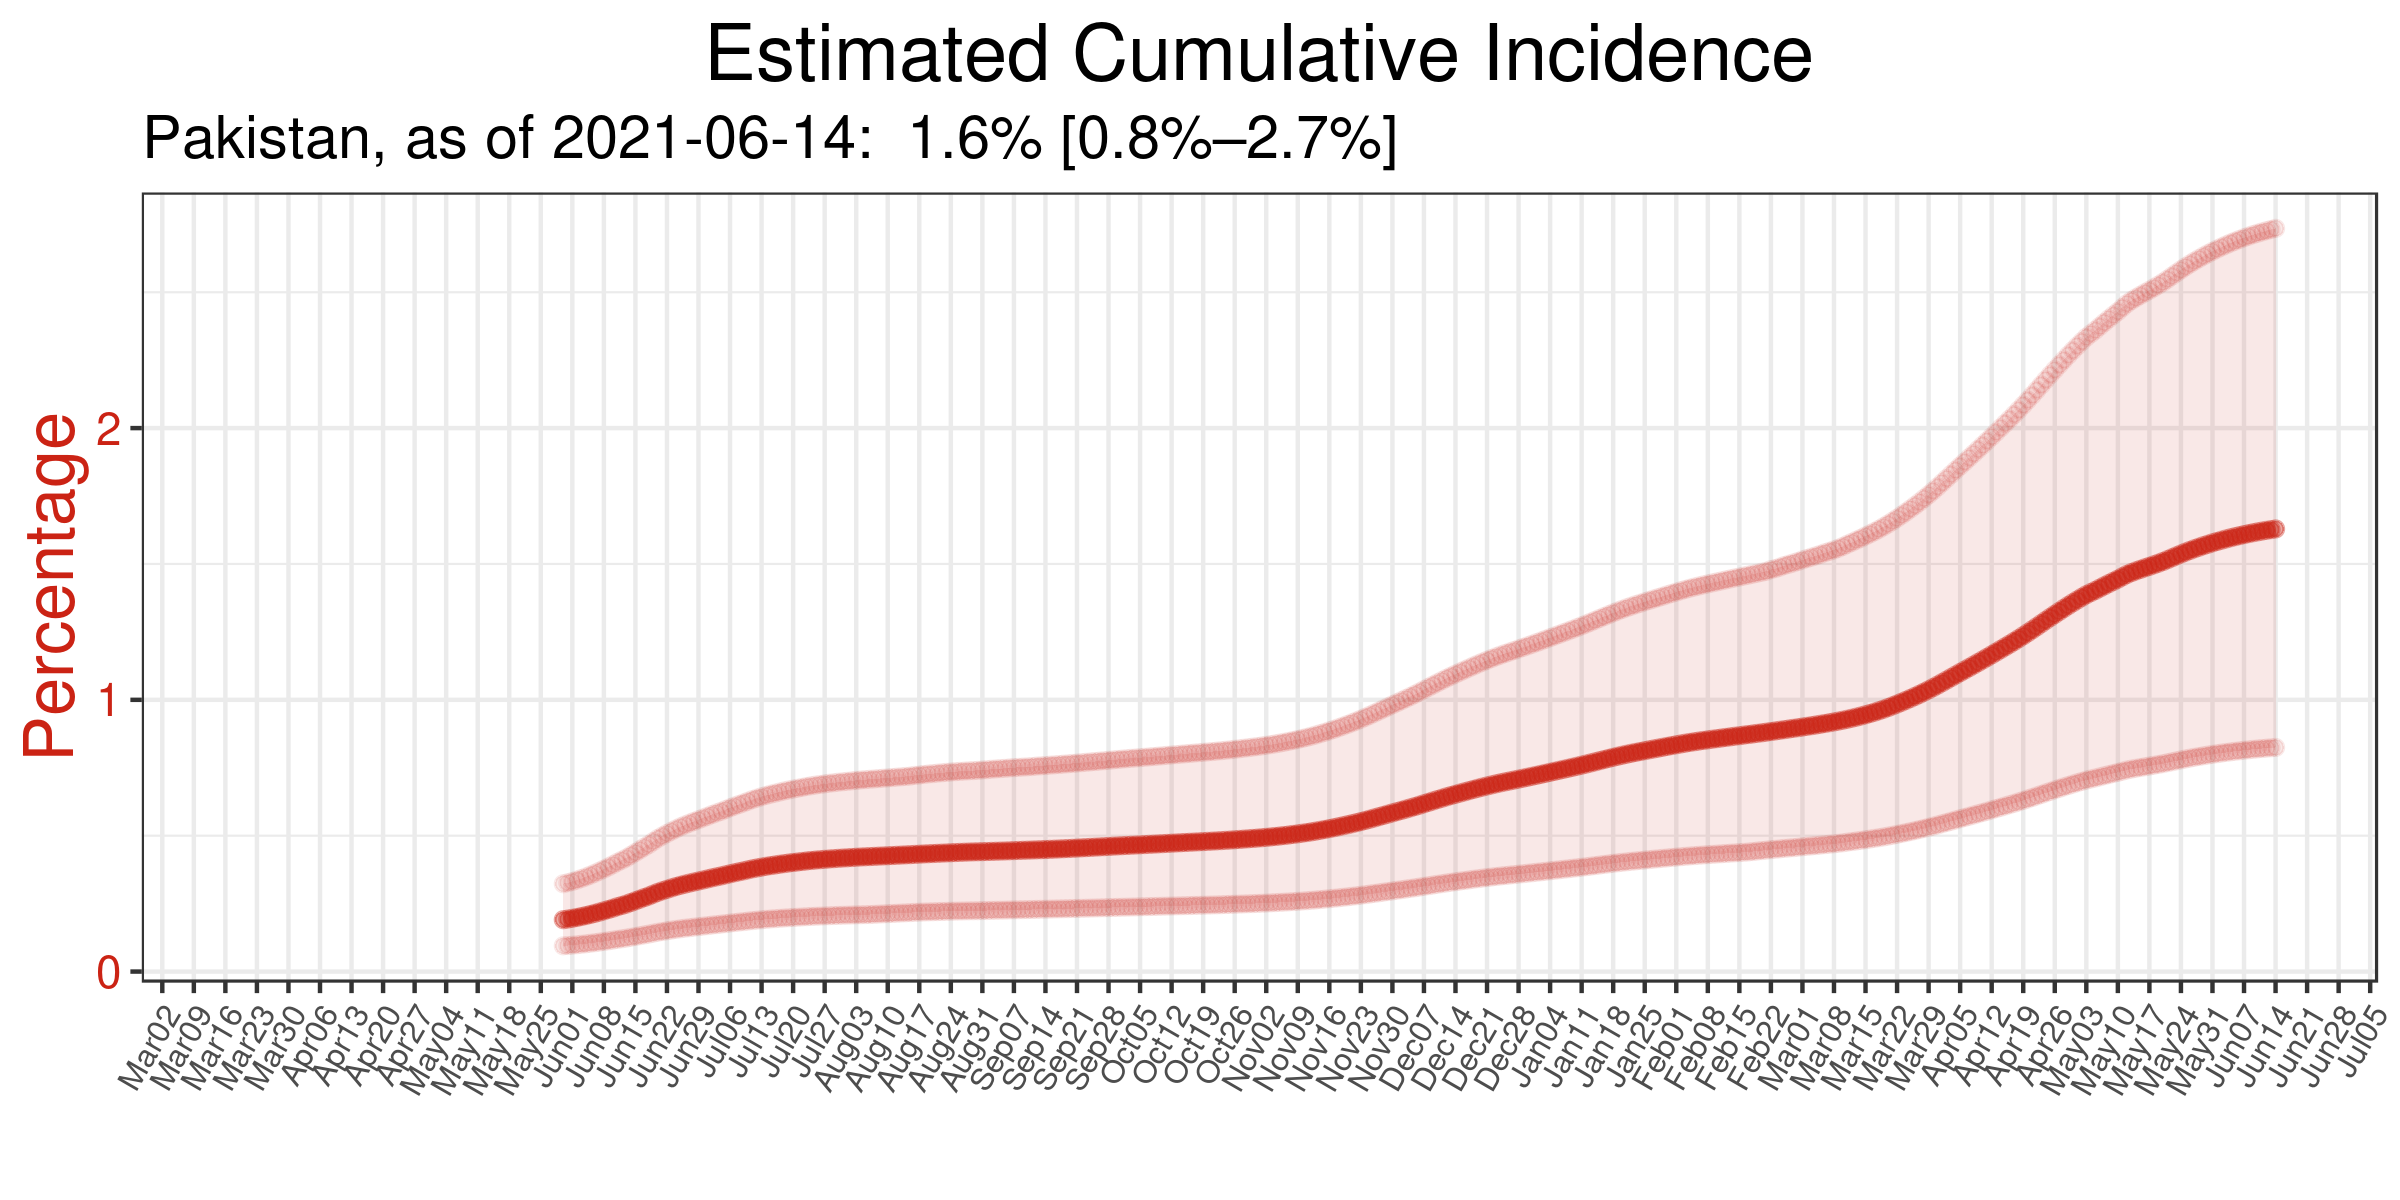 Estimated Cumulative Incidence
Pakistan, as of 2021-06-14:  1.6% [0.8%–2.7%]
Percentage
2
1
0
Mar02
Mar09
Mar16
Mar23
Mar30
Apr06
Apr13
Apr20
Apr27
May04
May11
May18
May25
Jun01
Jun08
Jun15
Jun22
Jun29
Jul06
Jul13
Jul20
Jul27
Aug03
Aug10
Aug17
Aug24
Aug31
Sep07
Sep14
Sep21
Sep28
Oct05
Oct12
Oct19
Oct26
Nov02
Nov09
Nov16
Nov23
Nov30
Dec07
Dec14
Dec21
Dec28
Jan04
Jan11
Jan18
Jan25
Feb01
Feb08
Feb15
Feb22
Mar01
Mar08
Mar15
Mar22
Mar29
Apr05
Apr12
Apr19
Apr26
May03
May10
May17
May24
May31
Jun07
Jun14
Jun21
Jun28
Jul05